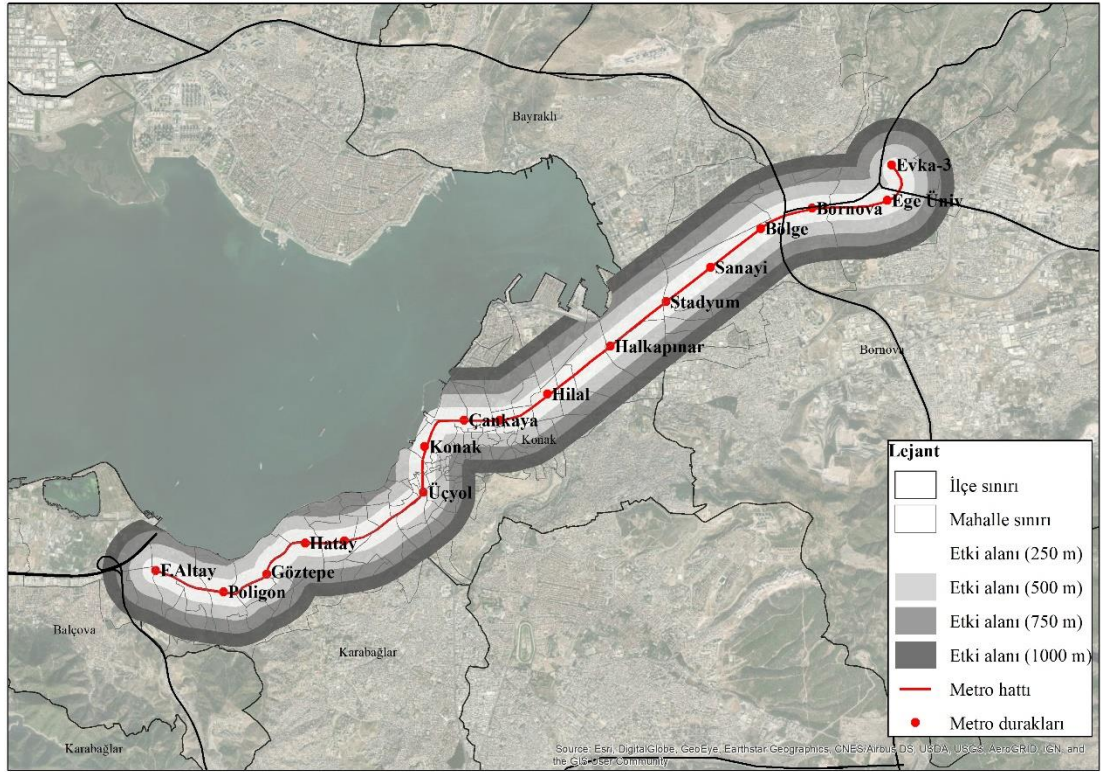 Bayraklı
Evka-3
Ege Üniv
Bornova
Bölge
Sanayi
Stadyum
Halkapınar
Bornova
Hilal
Çankaya
Konak
Konak
Üçyol
Hatay
F.Altay
Göztepe
Poligon
Balçova
Karabağlar
Karabağlar
Lejant
İlçe sınırı
Mahalle sınırı
Etki alanı (250 m)
Etki alanı (500 m)
Etki alanı (750 m)
Etki alanı (1000 m)
Metro hattı
Metro durakları
Source: Esri, DigitalGlobe, GeoEye, Earthstar Geographics, CNES/Airbus DS, USDA, USGS, AeroGRID, IGN, and
the GIS User Community